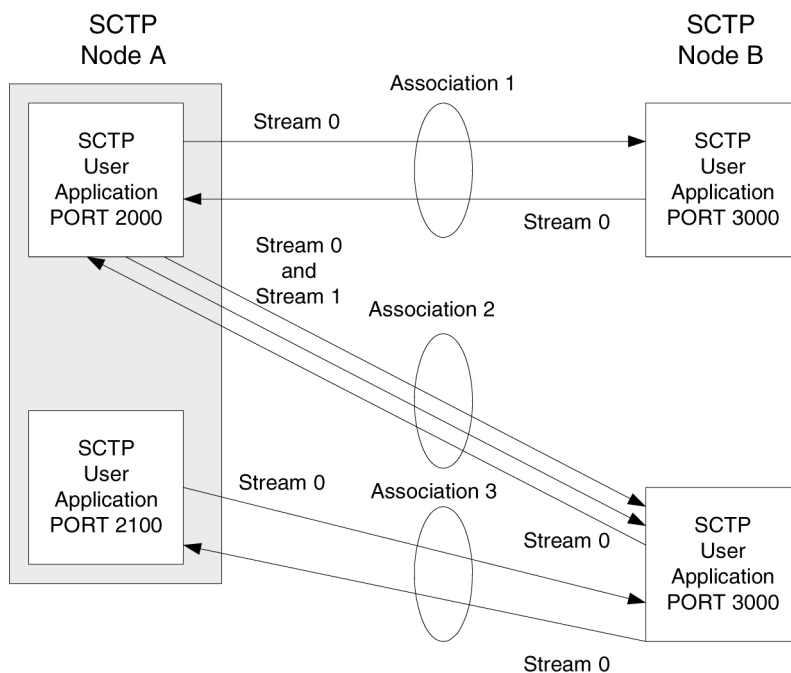 SCTP
Node A
SCTP
Node B
Association 1
SCTP
User
Application
PORT 2000
Stream 0
SCTP
User
Application
PORT 3000
Stream 0
Stream 0
and
Stream 1
Association 2
SCTP
User
Application
PORT 2100
Stream 0
Association 3
Stream 0
SCTP
User
Application
PORT 3000
Stream 0